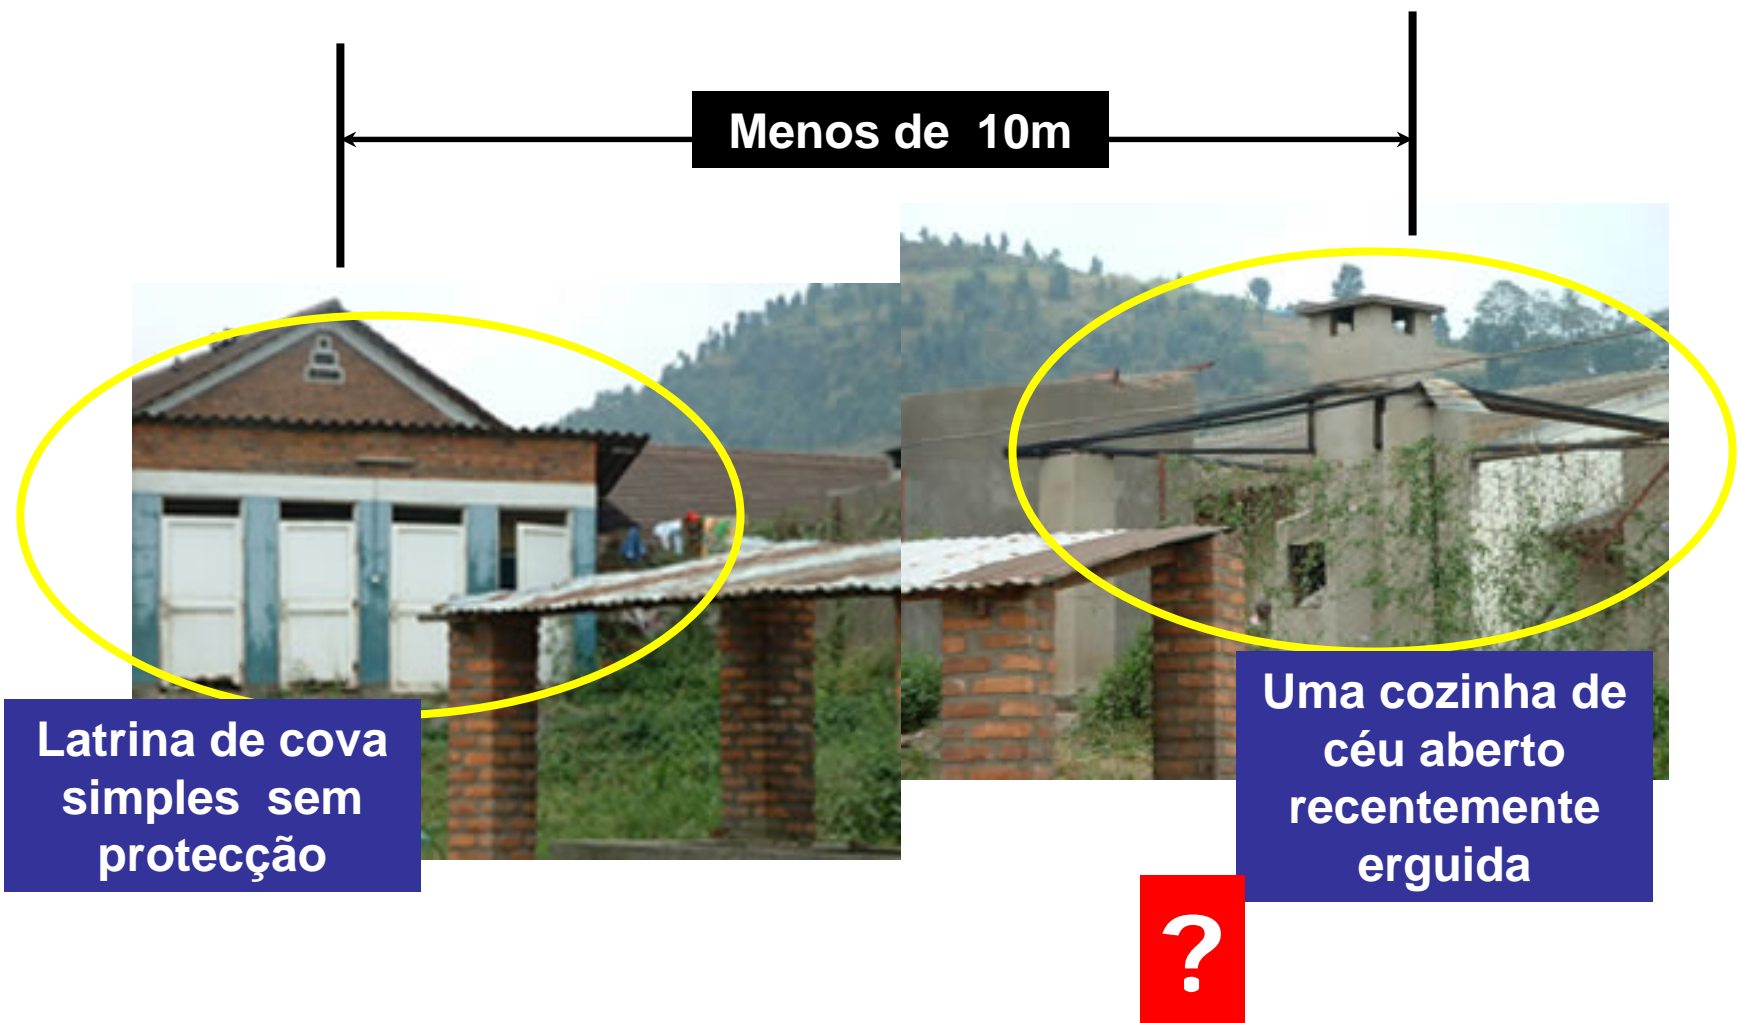 Menos de 10m
Latrina de cova
simples sem
protecção
Uma cozinha de
céu aberto
recentemente
erguida
?